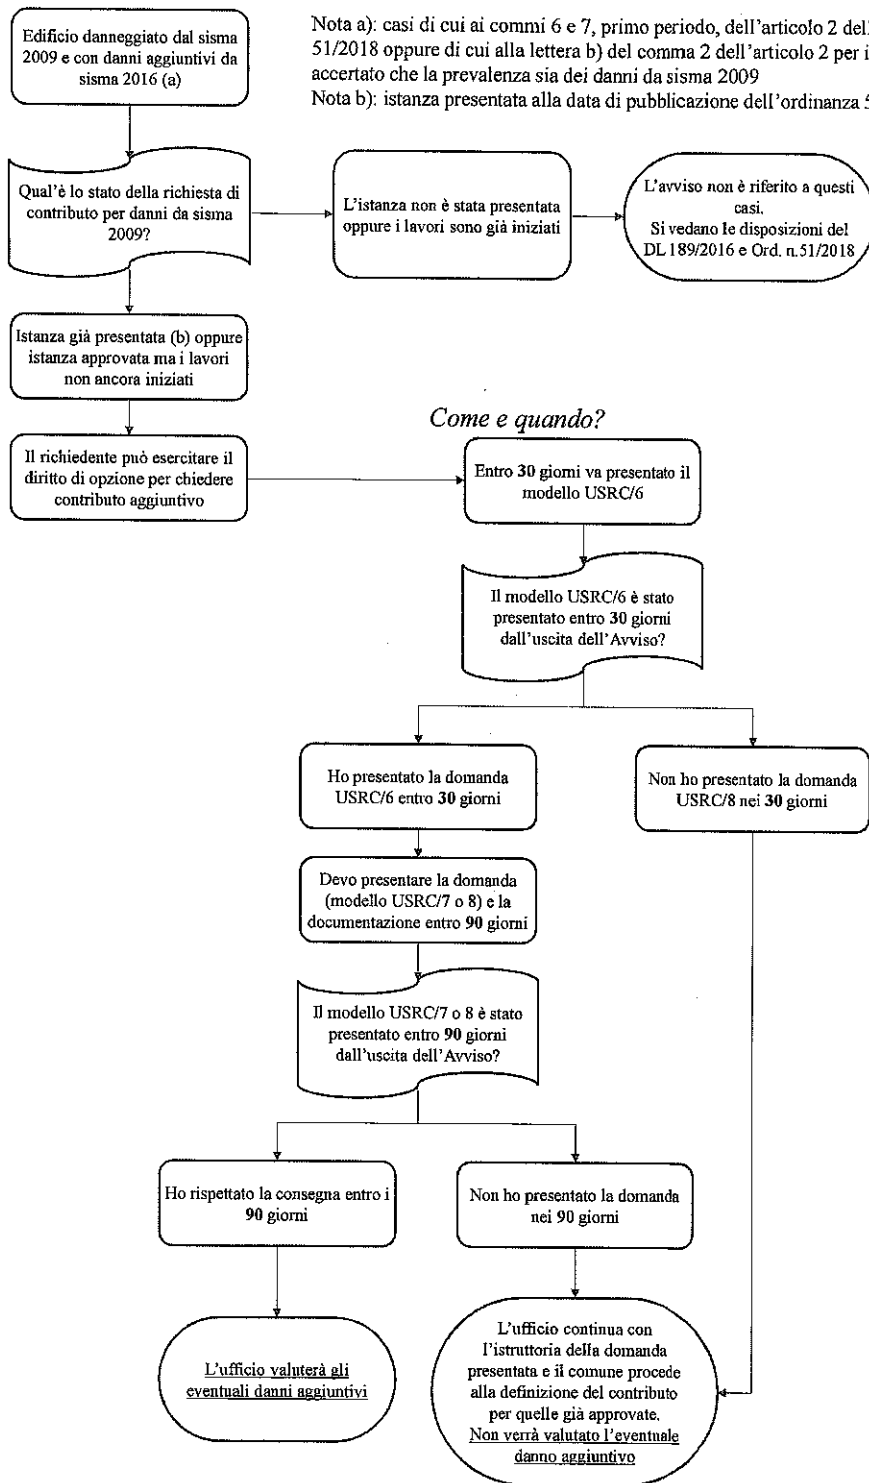 Edificio danneggiato dal sisma
2009 e con danni aggiuntivi da
sisma 2016 (a)
Nota a): casi di cui ai commi 6 e 7, primo periodo, dell'articolo 2 del
51/2018 oppure di cui alla lettera b) del comma 2 dell'articolo 2 per i
accertato che la prevalenza sia dei danni da sisma 2009
Nota b): istanza presentata alla data di pubblicazione dell'ordinanza 5
Qual'è lo stato della richiesta di
contributo per danni da sisma
2009?
L'istanza non è stata presentata
oppure i lavori sono già iniziati
L'avviso non è riferito a questi
casi.
Si vedano le disposizioni del
DL 189/2016 e Ord. n.51/2018
Istanza già presentata (b) oppure
istanza approvata ma i lavori
non ancora iniziati
Come e quando?
Il richiedente può esercitare il
diritto di opzione per chiedere
contributo aggiuntivo
Entro 30 giorni va presentato il
modello USRC/6
Il modello USRC/6 è stato
presentato entro 30 giorni
dall'uscita dell'Avviso?
Ho presentato la domanda
USRC/6 entro 30 giorni
Non ho presentato la domanda
USRC/8 nei 30 giorni
Devo presentare la domanda
(modello USRC/7 o 8) e la
documentazione entro 90 giorni
Il modello USRC/7 o 8 è stato
presentato entro 90 giorni
dall'uscita dell'Avviso?
Ho rispettato la consegna entro i
90 giorni
Non ho presentato la domanda
nei 90 giorni
L'ufficio valuterà gli
eventuali danni aggiuntivi
L'ufficio continua con
l'istruttoria della domanda
presentata e il comune procede
alla definizione del contributo
per quelle già approvate.
Non verrà valutato l'eventuale
danno aggiuntivo